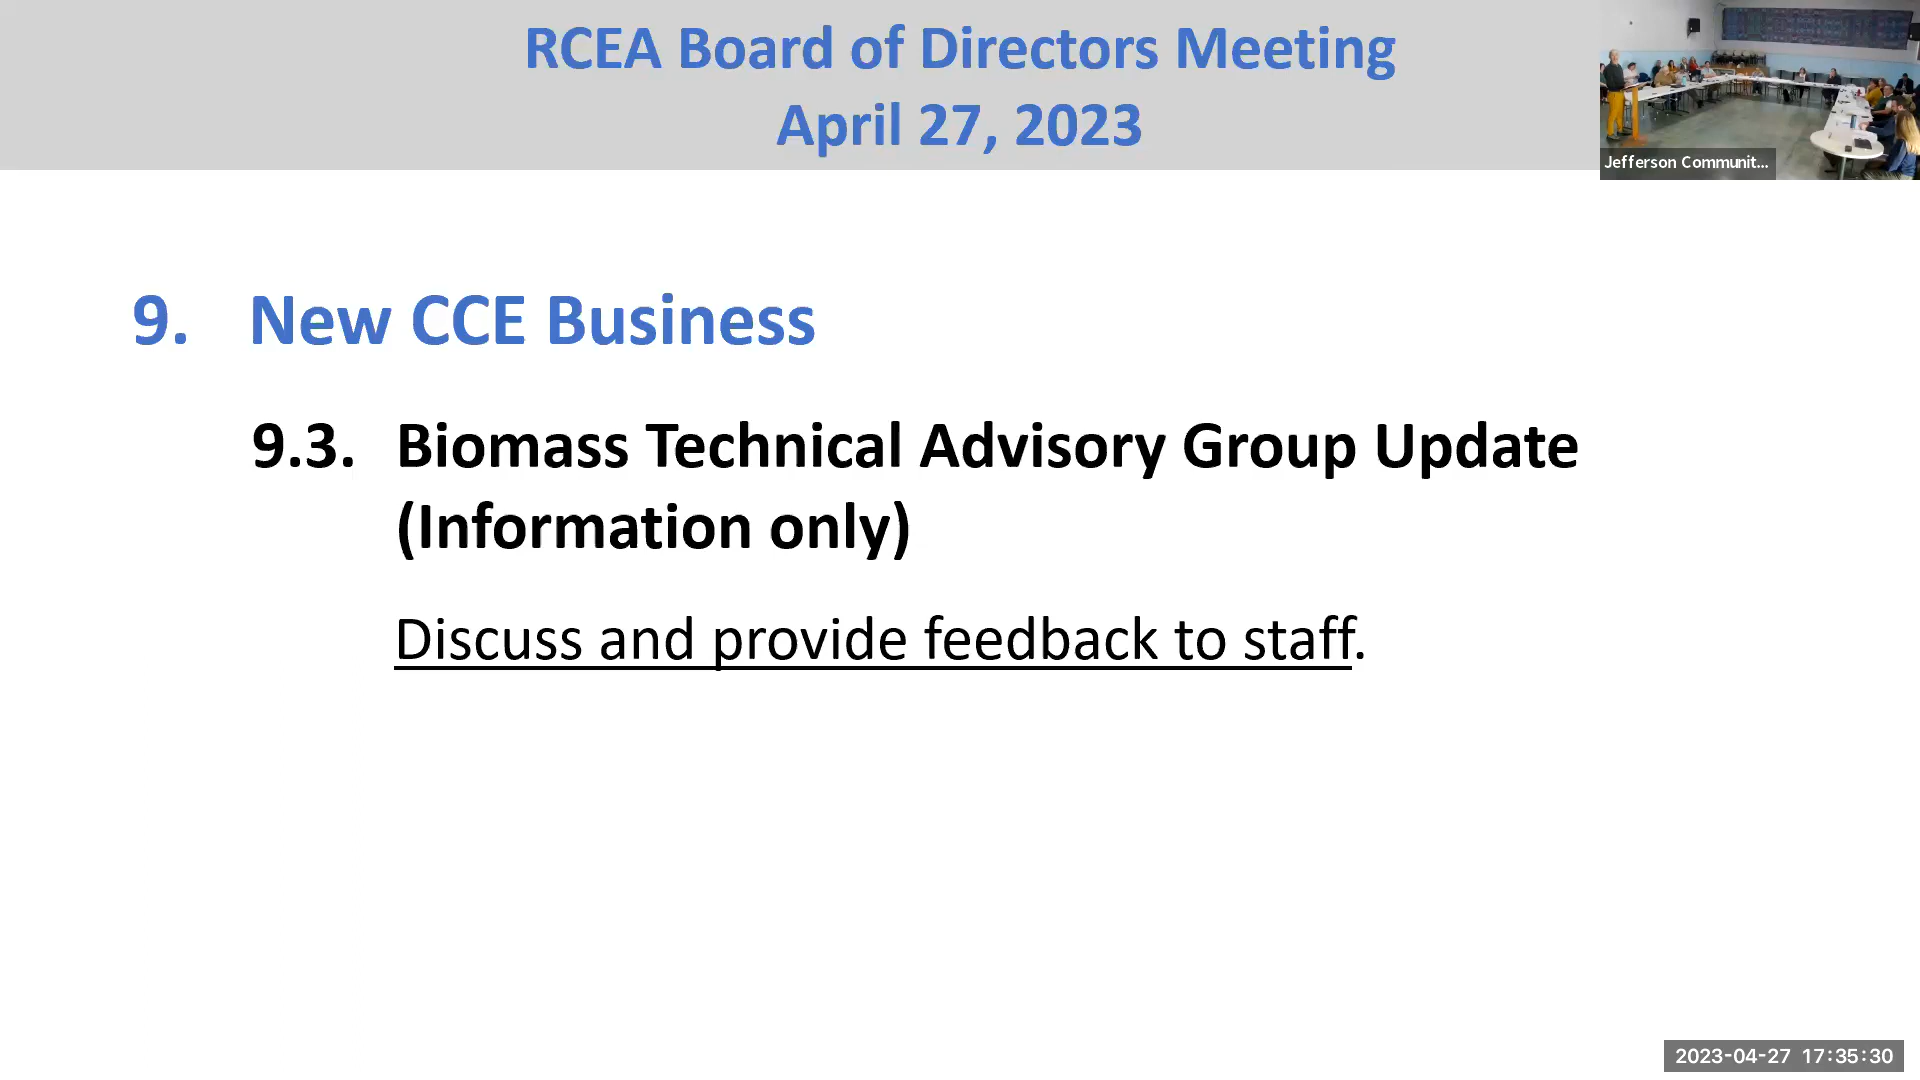 RCEA Board of Directors Meeting
April 27, 2023
Jefferson Communit...
9. New CCE Business
9.3. Biomass Technical Advisory Group Update
(Information only)
Discuss and provide feedback to staff.
2023-04-27 17:35:30